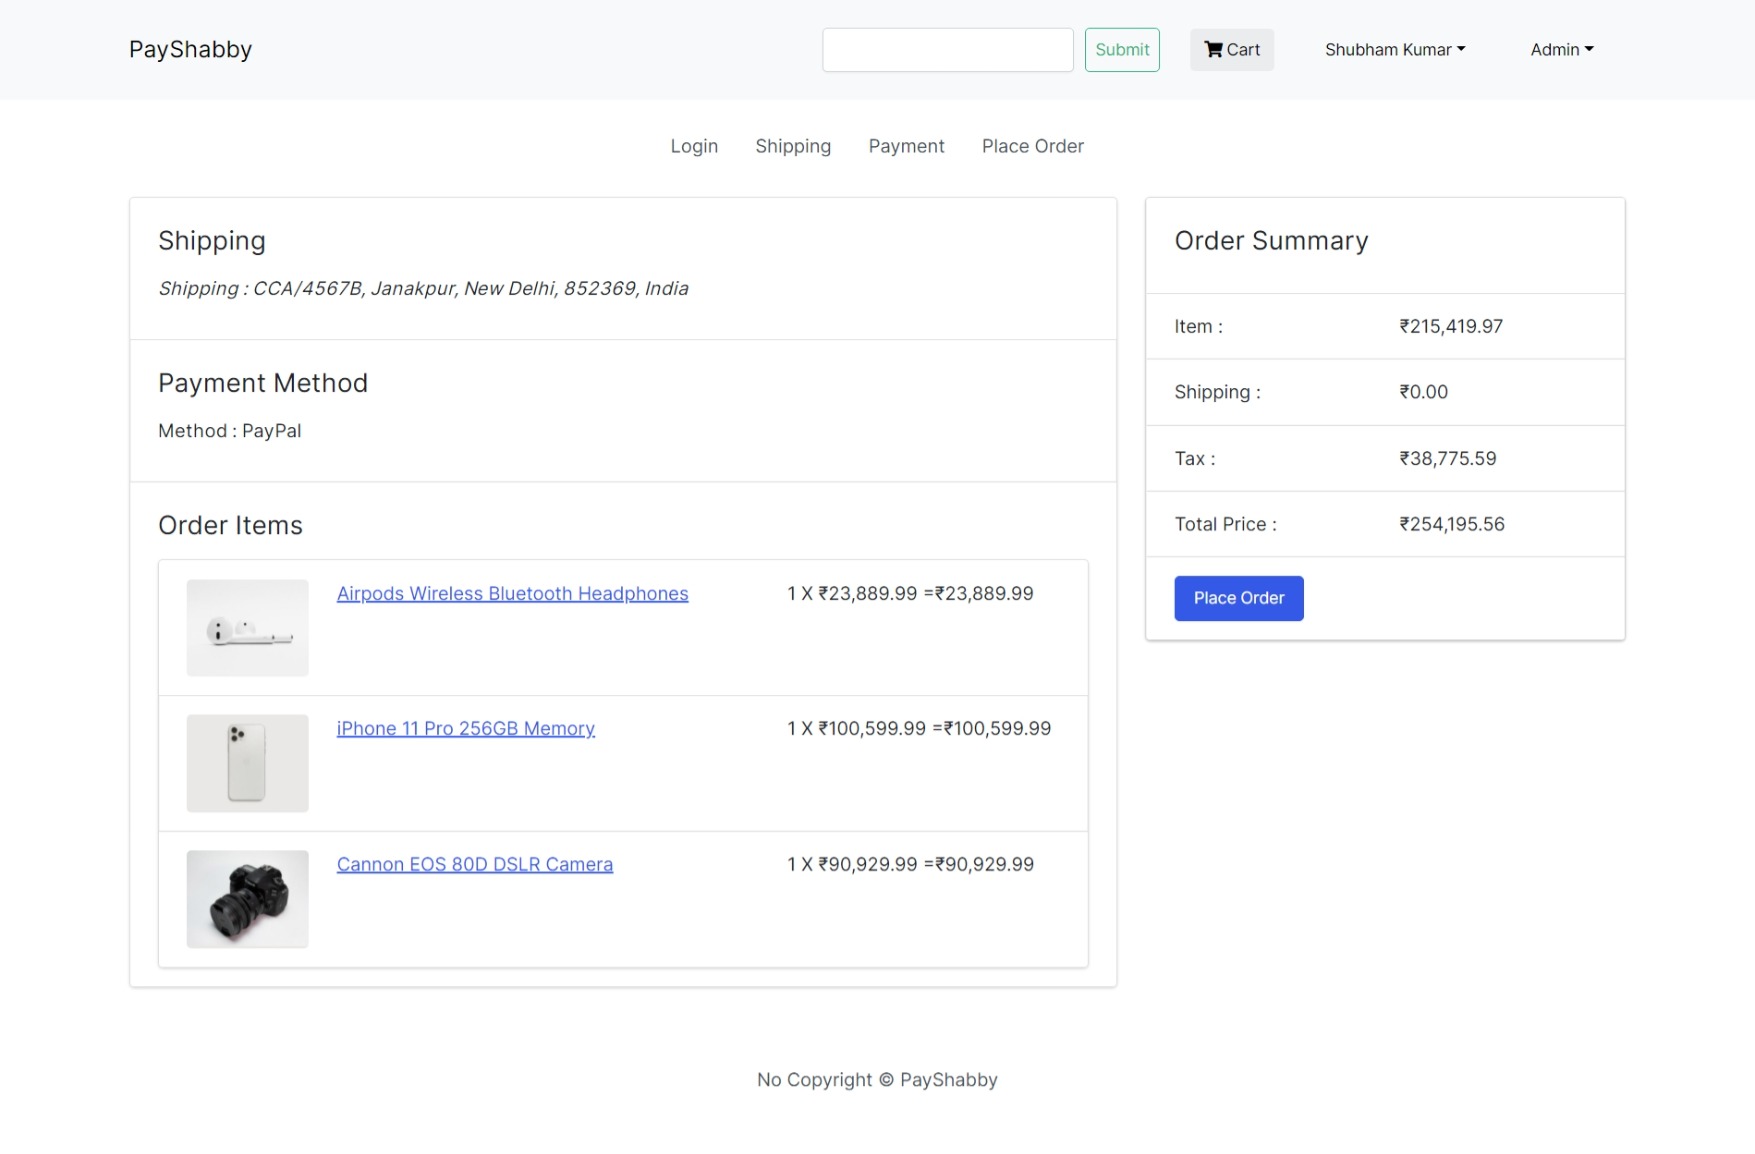 PayShabby
Submit
Cart
Shubham Kumar
Admin
Login Shipping Payment Place Order
Shipping
Shipping : CCA/4567B, Janakpur, New Delhi, 852369, India
Payment Method
Method : PayPal
Order Items
Airpods Wireless Bluetooth Headphones 1 X ₹23,889.99 =₹23,889.99
iPhone 11 Pro 256GB Memory 1 X ₹100,599.99 =₹100,599.99
Cannon EOS 80D DSLR Camera 1 X ₹90,929.99 =₹90,929.99
Order Summary
Item : ₹215,419.97
Shipping : ₹0.00
Tax : ₹38,775.59
Total Price : ₹254,195.56
Place Order
No Copyright © PayShabby